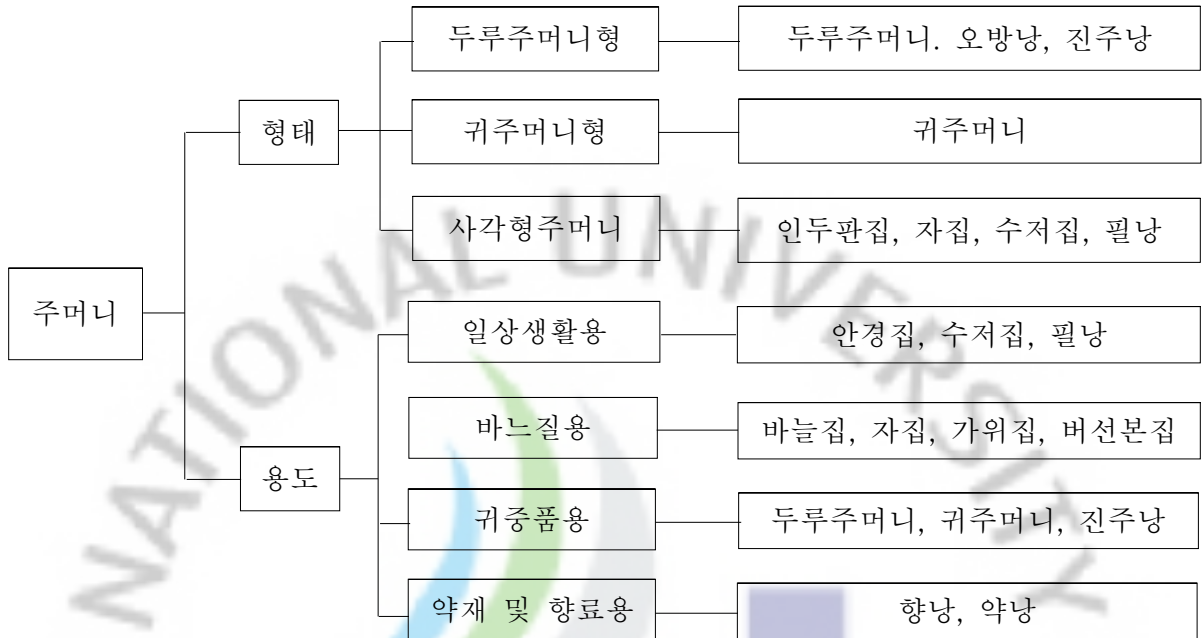 두루주머니형
두루주머니. 오방낭, 진주낭
형태
귀주머니형
귀주머니
사각형주머니
인두판집, 자집, 수저집, 필낭
주머니
일상생활용
안경집, 수저집, 필낭
바느질용
바늘집, 자집, 가위집, 버선본집
용도
귀중품용
두루주머니, 귀주머니, 진주낭
약재 및 향료용
향낭, 약낭
NATIONAL UNIVERSITY